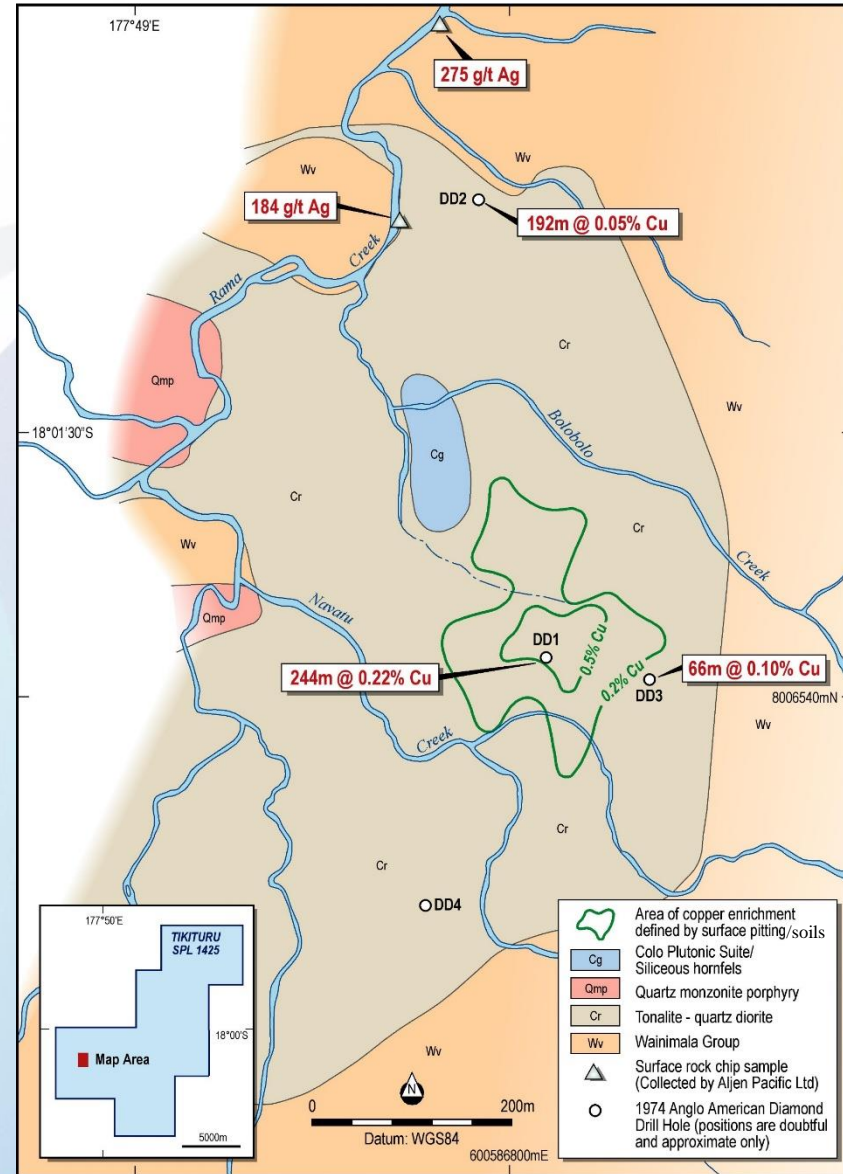 177°49'E
275 g/t Ag
Wv
Wv
184 g/t Ag
DD2
192m @ 0.05% Cu
Creek
Rama
Cr
Qmp
Wv
18°01'30"S
Bolobolo
Cg
Cr
Cr
Wv
Creek
Qmp
Navatu
DD1
0.5% Cu
244m @ 0.22% Cu
0.2% Cu
66m @ 0.10% Cu
DD3
8006540mN
Wv
Creek
Cr
Cr
DD4
177°50'E
TIKITURU
SPL 1425
18°00'S
Map Area
5000m
Wv
N
0
200m
Datum: WGS84
600586800mE
Area of copper enrichment
defined by surface pitting/soils
Cg
Colo Plutonic Suite/
Siliceous hornfels
Qmp
Quartz monzonite porphyry
Cr
Tonalite - quartz diorite
Wv
Wainimala Group
Surface rock chip sample
(Collected by Aljen Pacific Ltd)
1974 Anglo American Diamond
Drill Hole (positions are doubtful
and approximate only)